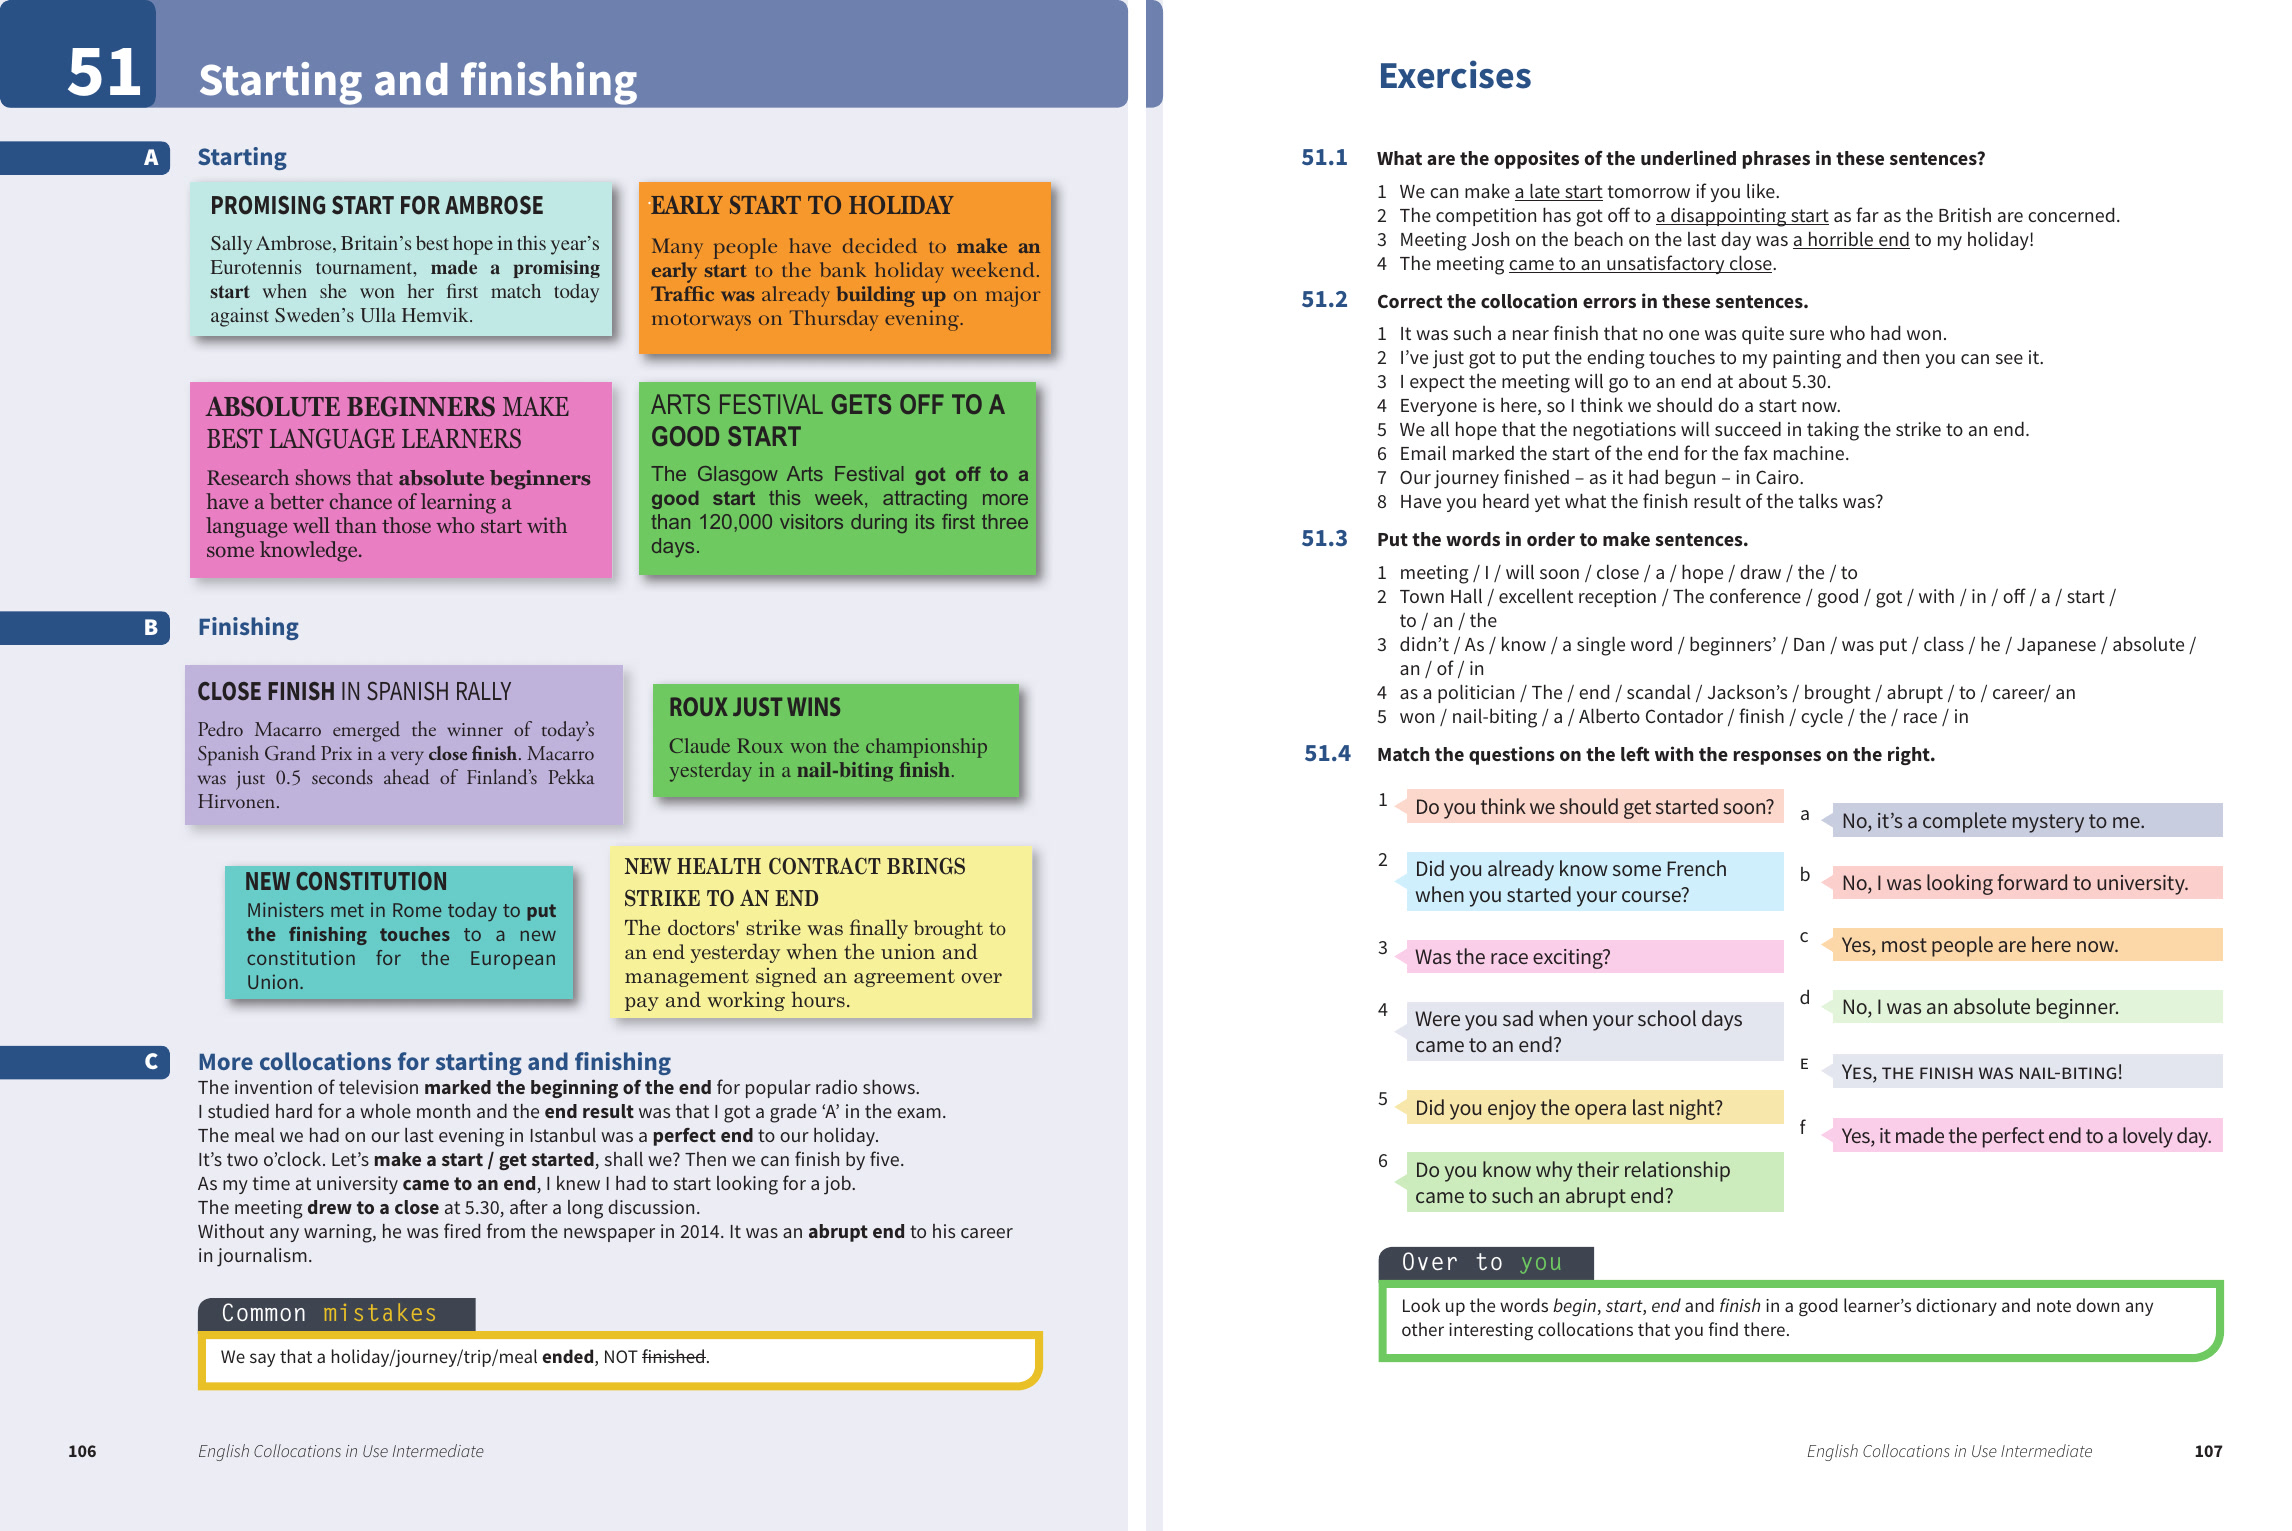 51
Starting and finishing
A
Starting
PROMISING START FOR AMBROSE
Sally Ambrose, Britain’s best hope in this year’s
Eurotennis tournament, made a promising
start when she won her first match today
against Sweden’s Ulla Hemvik.
EARLY START TO HOLIDAY
Many people have decided to make an
early start to the bank holiday weekend.
Traffic was already building up on major
motorways on Thursday evening.
ABSOLUTE BEGINNERS MAKE
BEST LANGUAGE LEARNERS
Research shows that absolute beginners
have a better chance of learning a
language well than those who start with
some knowledge.
ARTS FESTIVAL GETS OFF TO A
GOOD START
The Glasgow Arts Festival got off to a
good start this week, attracting more
than 120,000 visitors during its first three
days.
B
Finishing
CLOSE FINISH IN SPANISH RALLY
Pedro Macarro emerged the winner of today’s
Spanish Grand Prix in a very close finish. Macarro
was just 0.5 seconds ahead of Finland’s Pekka
Hirvonen.
ROUX JUST WINS
Claude Roux won the championship
yesterday in a nail-biting finish.
NEW CONSTITUTION
Ministers met in Rome today to put
the finishing touches to a new
constitution for the European
Union.
NEW HEALTH CONTRACT BRINGS
STRIKE TO AN END
The doctors' strike was finally brought to
an end yesterday when the union and
management signed an agreement over
pay and working hours.
C
More collocations for starting and finishing
The invention of television marked the beginning of the end for popular radio shows.
I studied hard for a whole month and the end result was that I got a grade ‘A’ in the exam.
The meal we had on our last evening in Istanbul was a perfect end to our holiday.
It’s two o’clock. Let’s make a start / get started, shall we? Then we can finish by five.
As my time at university came to an end, I knew I had to start looking for a job.
The meeting drew to a close at 5.30, after a long discussion.
Without any warning, he was fired from the newspaper in 2014. It was an abrupt end to his career
in journalism.
Common mistakes
We say that a holiday/journey/trip/meal ended, NOT finished.
106
English Collocations in Use Intermediate
Exercises
51.1 What are the opposites of the underlined phrases in these sentences?
1 We can make a late start tomorrow if you like.
2 The competition has got off to a disappointing start as far as the British are concerned.
3 Meeting Josh on the beach on the last day was a horrible end to my holiday!
4 The meeting came to an unsatisfactory close.
51.2 Correct the collocation errors in these sentences.
1 It was such a near finish that no one was quite sure who had won.
2 I’ve just got to put the ending touches to my painting and then you can see it.
3 I expect the meeting will go to an end at about 5.30.
4 Everyone is here, so I think we should do a start now.
5 We all hope that the negotiations will succeed in taking the strike to an end.
6 Email marked the start of the end for the fax machine.
7 Our journey finished – as it had begun – in Cairo.
8 Have you heard yet what the finish result of the talks was?
51.3 Put the words in order to make sentences.
1 meeting / I / will soon / close / a / hope / draw / the / to
2 Town Hall / excellent reception / The conference / good / got / with / in / off / a / start /
to / an / the
3 didn’t / As / know / a single word / beginners’ / Dan / was put / class / he / Japanese / absolute /
an / of / in
4 as a politician / The / end / scandal / Jackson’s / brought / abrupt / to / career/ an
5 won / nail-biting / a / Alberto Contador / finish / cycle / the / race / in
51.4 Match the questions on the left with the responses on the right.
1 Do you think we should get started soon?
2 Did you already know some French
when you started your course?
3 Was the race exciting?
4 Were you sad when your school days
came to an end?
5 Did you enjoy the opera last night?
6 Do you know why their relationship
came to such an abrupt end?
a No, it’s a complete mystery to me.
b No, I was looking forward to university.
c Yes, most people are here now.
d No, I was an absolute beginner.
E YES, THE FINISH WAS NAIL-BITING!
f Yes, it made the perfect end to a lovely day.
Over to you
Look up the words begin, start, end and finish in a good learner’s dictionary and note down any
other interesting collocations that you find there.
English Collocations in Use Intermediate
107